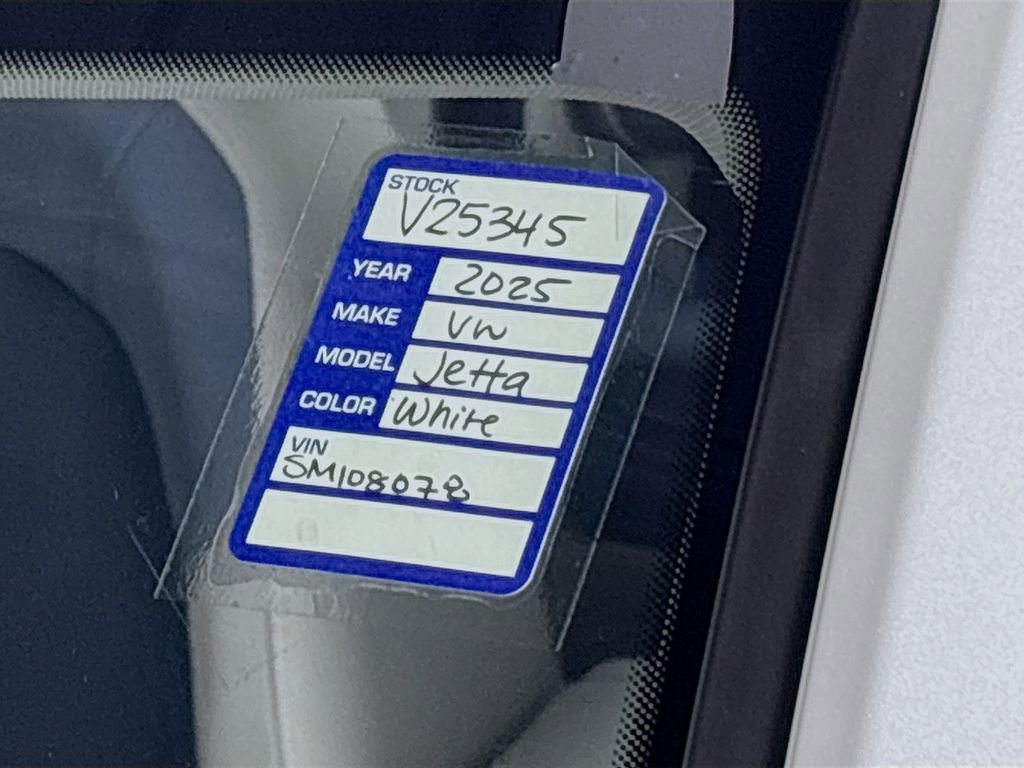 STOCK
V25345
YEAR 2025
MAKE VW
MODEL Jetta
COLOR White
VIN
SM108078